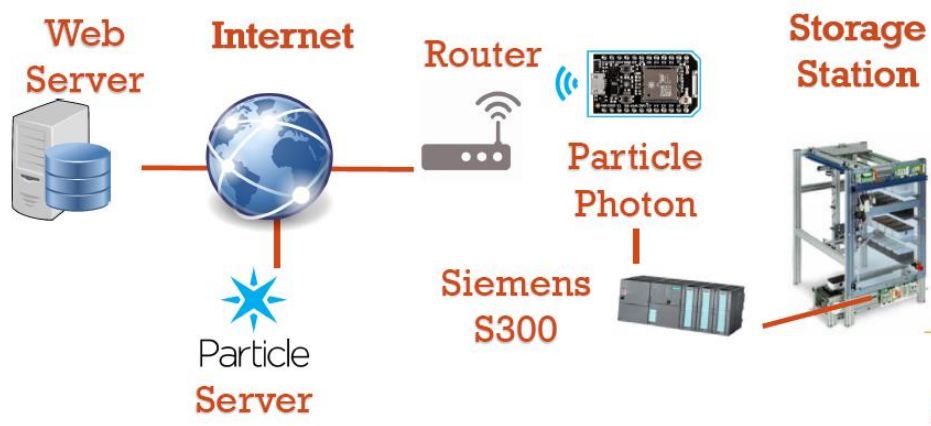 Web
Server
Internet
Router
Storage
Station
Particle
Photon
Siemens
S300
Particle
Server